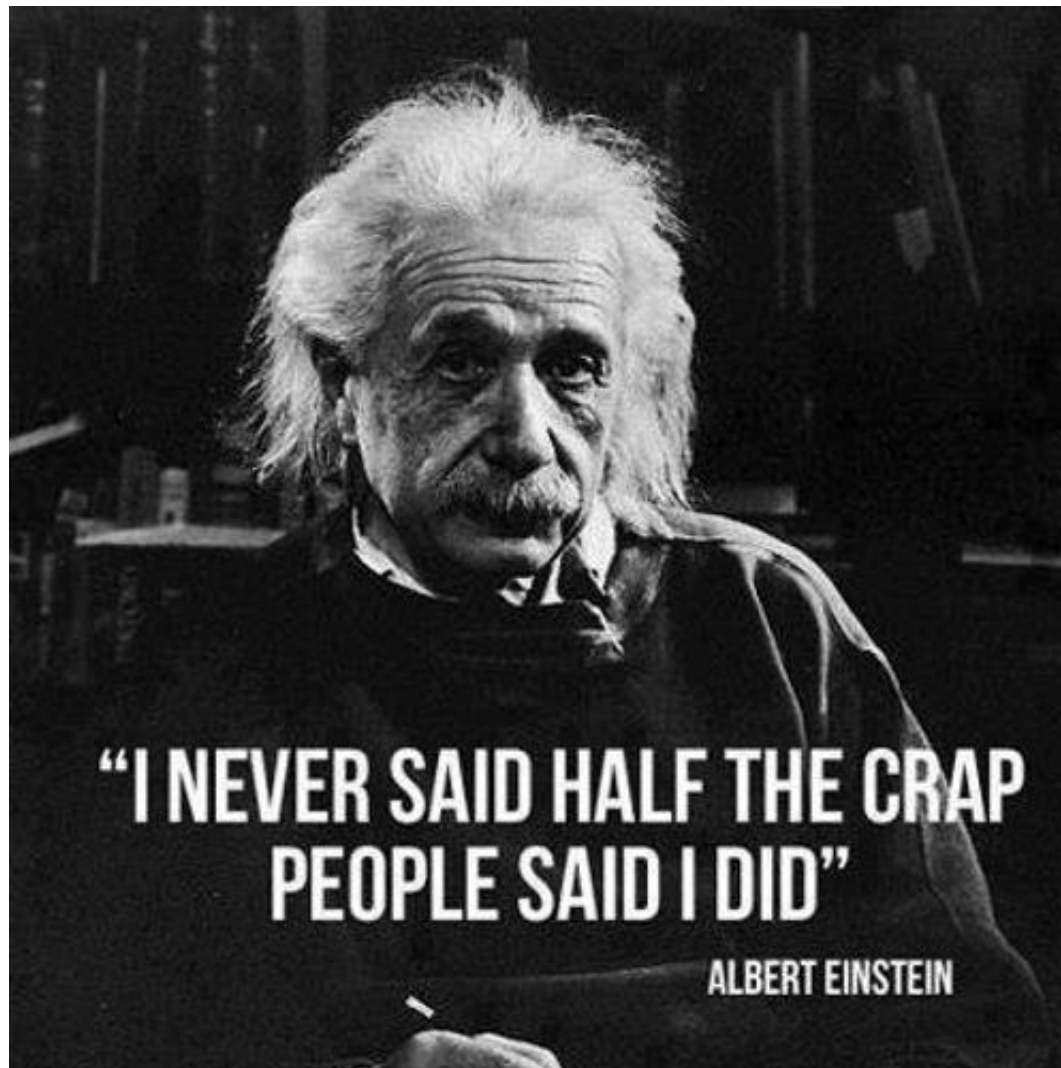 “I NEVER SAID HALF THE CRAP
PEOPLE SAID I DID”
ALBERT EINSTEIN